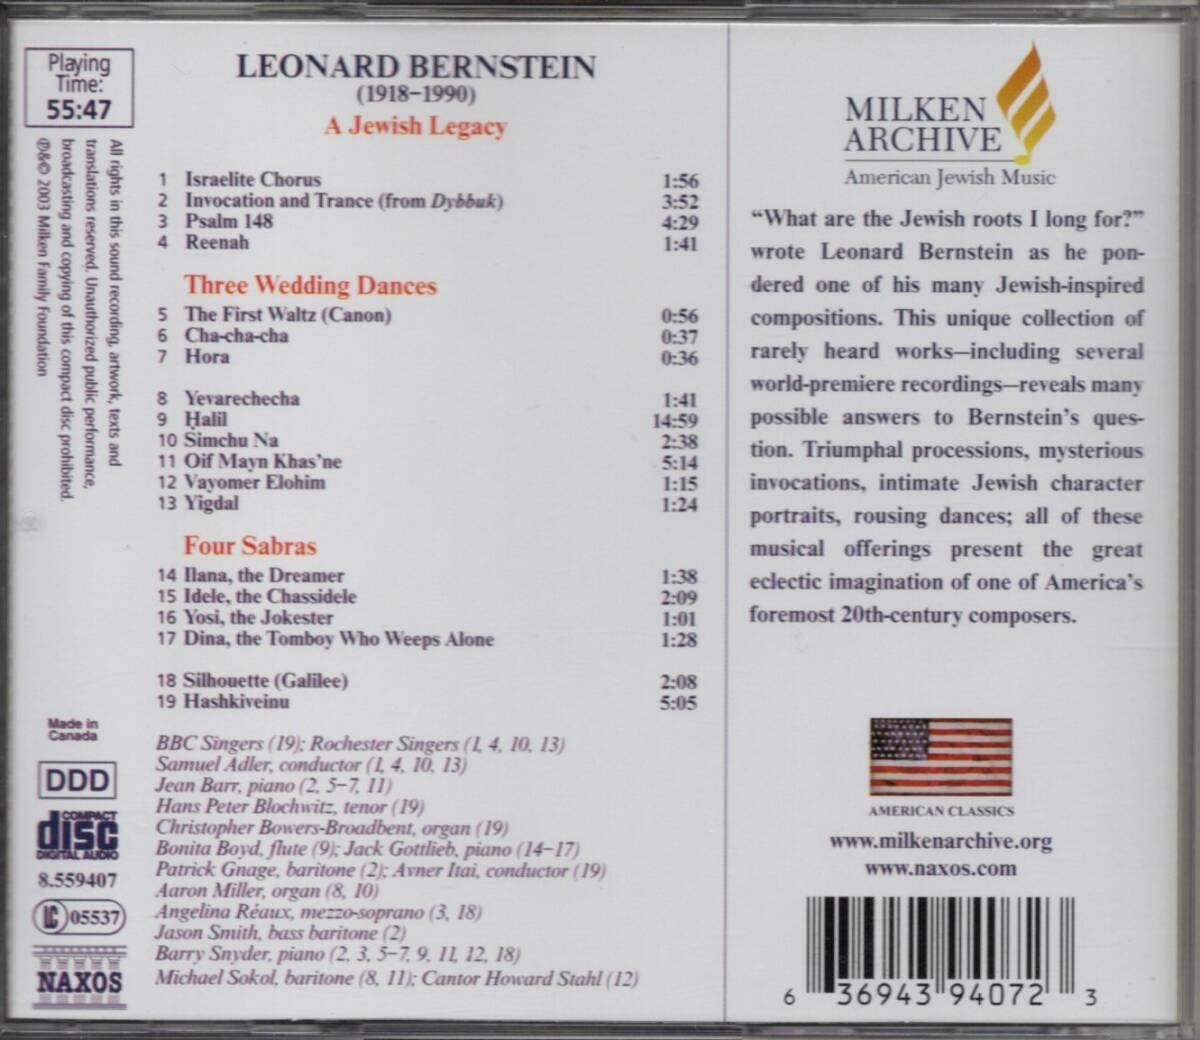 Playing
Time:
55:47
All rights in this sound recording, artwork, texts and
translations reserved. Unauthorized public performance,
broadcasting and copying of this compact disc prohibited.
℗&© 2003 Milken Family Foundation
LEONARD BERNSTEIN
(1918–1990)
A Jewish Legacy
1 Israelite Chorus 1:56
2 Invocation and Trance (from Dybbuk) 3:52
3 Psalm 148 4:29
4 Reenah 1:41
Three Wedding Dances
5 The First Waltz (Canon) 0:56
6 Cha-cha-cha 0:37
7 Hora 0:36
8 Yevarechecha 1:41
9 Ḥalil 14:59
10 Simchu Na 2:38
11 Oif Mayn Khas'ne 5:14
12 Vayomer Elohim 1:15
13 Yigdal 1:24
Four Sabras
14 Ilana, the Dreamer 1:38
15 Idele, the Chassidele 2:09
16 Yosi, the Jokester 1:01
17 Dina, the Tomboy Who Weeps Alone 1:28
18 Silhouette (Galilee) 2:08
19 Hashkiveinu 5:05
BBC Singers (19); Rochester Singers (1, 4, 10, 13)
Samuel Adler, conductor (1, 4, 10, 13)
Jean Barr, piano (2, 5–7, 11)
Hans Peter Blochwitz, tenor (19)
Christopher Bowers-Broadbent, organ (19)
Bonita Boyd, flute (9); Jack Gottlieb, piano (14–17)
Patrick Gnage, baritone (2); Avner Itai, conductor (19)
Aaron Miller, organ (8, 10)
Angelina Réaux, mezzo-soprano (3, 18)
Jason Smith, bass baritone (2)
Barry Snyder, piano (2, 3, 5–7, 9, 11, 12, 18)
Michael Sokol, baritone (8, 11); Cantor Howard Stahl (12)
Made in
Canada
DDD
COMPACT
disc
DIGITAL AUDIO
8.559407
LC 05537
NAXOS
MILKEN
ARCHIVE
American Jewish Music
“What are the Jewish roots I long for?”
wrote Leonard Bernstein as he pon-
dered one of his many Jewish-inspired
compositions. This unique collection of
rarely heard works—including several
world-premiere recordings—reveals many
possible answers to Bernstein’s ques-
tion. Triumphal processions, mysterious
invocations, intimate Jewish character
portraits, rousing dances; all of these
musical offerings present the great
eclectic imagination of one of America’s
foremost 20th-century composers.
AMERICAN CLASSICS
www.milkenarchive.org
www.naxos.com
6 36943 94072 3